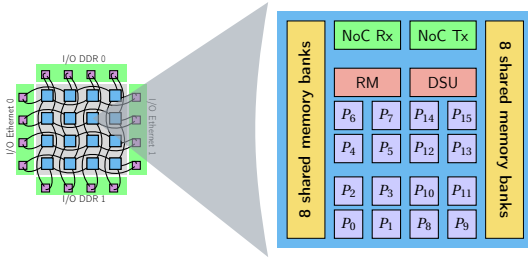 I/O DDR 0
I/O Ethernet 0
I/O Ethernet 1
I/O DDR 1
8 shared memory banks
NoC Rx NoC Tx
RM DSU
P6 P7 P14 P15
P4 P5 P12 P13
P2 P3 P10 P11
P0 P1 P8 P9
8 shared memory banks